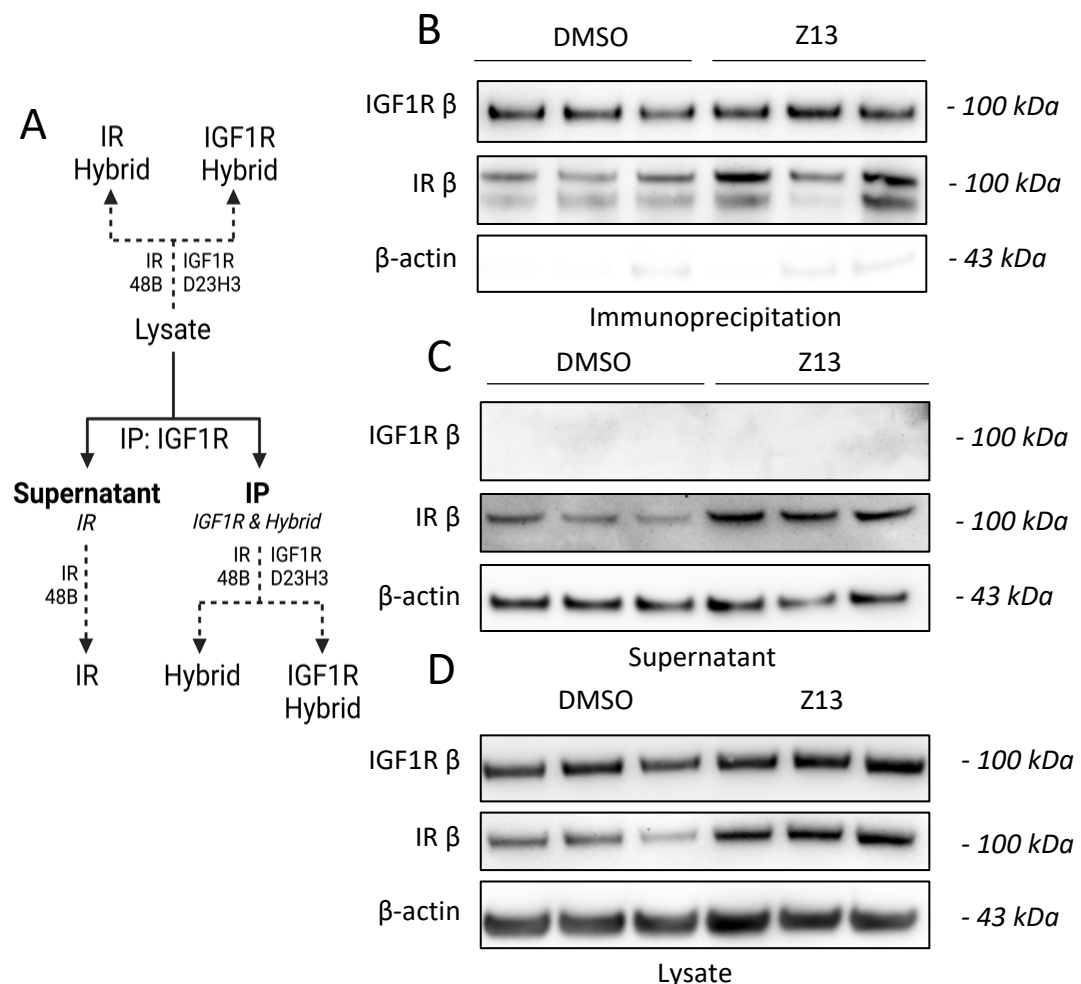 A
IR
Hybrid
IGF1R
Hybrid
IR
48B
IGF1R
D23H3
Lysate
IP: IGF1R
Supernatant
IR
IP
IGF1R & Hybrid
IR
48B
IR
48B
IGF1R
D23H3
IR
Hybrid
IGF1R
Hybrid
B
DMSO Z13
IGF1R β - 100 kDa
IR β - 100 kDa
β-actin - 43 kDa
Immunoprecipitation
C
DMSO Z13
IGF1R β - 100 kDa
IR β - 100 kDa
β-actin - 43 kDa
Supernatant
D
DMSO Z13
IGF1R β - 100 kDa
IR β - 100 kDa
β-actin - 43 kDa
Lysate